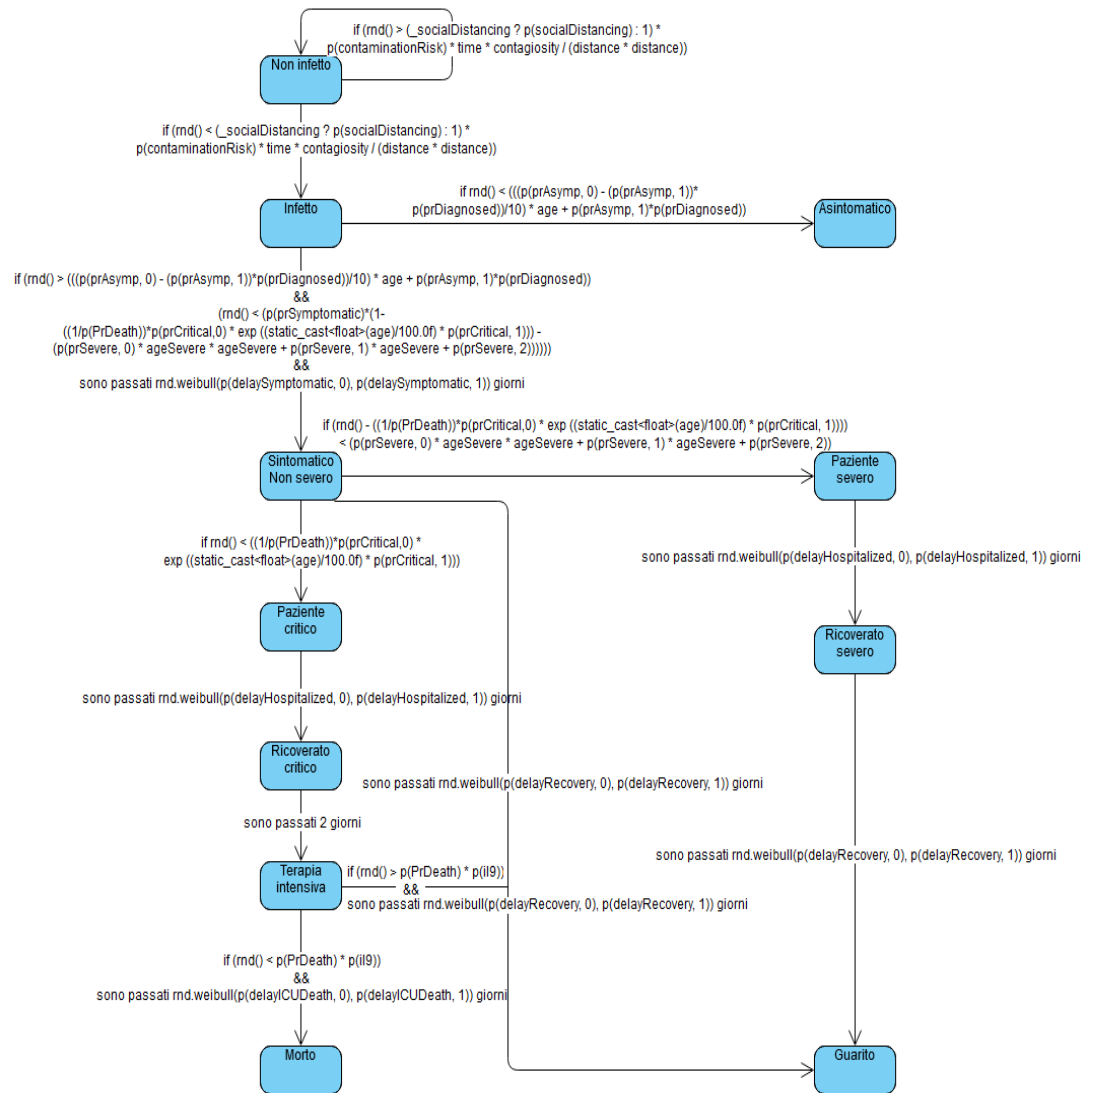 if (rnd() > (_socialDistancing ? p(socialDistancing) : 1) *
p(contaminationRisk) * time * contagiosity / (distance * distance))
Non infetto
if (rnd() < (_socialDistancing ? p(socialDistancing) : 1) *
p(contaminationRisk) * time * contagiosity / (distance * distance))
if rnd() < (((p(prAsymp, 0) - (p(prAsymp, 1))*
p(prDiagnosed))/10) * age + p(prAsymp, 1)*p(prDiagnosed))
Infetto
Asintomatico
if (rnd() > (((p(prAsymp, 0) - (p(prAsymp, 1))*p(prDiagnosed))/10) * age + p(prAsymp, 1)*p(prDiagnosed))
&&
(rnd() < (p(prSymptomatic)*(1-
((1/p(PrDeath))*p(prCritical,0) * exp ((static_cast<float>(age)/100.0f) * p(prCritical, 1))) -
(p(prSevere, 0) * ageSevere * ageSevere + p(prSevere, 1) * ageSevere + p(prSevere, 2))))))
&&
sono passati rnd.weibull(p(delaySymptomatic, 0), p(delaySymptomatic, 1)) giorni
if (rnd() - ((1/p(PrDeath))*p(prCritical,0) * exp ((static_cast<float>(age)/100.0f) * p(prCritical, 1))))
< (p(prSevere, 0) * ageSevere * ageSevere + p(prSevere, 1) * ageSevere + p(prSevere, 2))
Sintomatico
Non severo
Paziente
severo
if rnd() < ((1/p(PrDeath))*p(prCritical,0) *
exp ((static_cast<float>(age)/100.0f) * p(prCritical, 1)))
sono passati rnd.weibull(p(delayHospitalized, 0), p(delayHospitalized, 1)) giorni
Paziente
critico
Ricoverato
severo
sono passati rnd.weibull(p(delayHospitalized, 0), p(delayHospitalized, 1)) giorni
Ricoverato
critico
sono passati rnd.weibull(p(delayRecovery, 0), p(delayRecovery, 1)) giorni
sono passati 2 giorni
sono passati rnd.weibull(p(delayRecovery, 0), p(delayRecovery, 1)) giorni
Terapia
intensiva
if (rnd() > p(PrDeath) * p(il9))
&&
sono passati rnd.weibull(p(delayRecovery, 0), p(delayRecovery, 1)) giorni
if (rnd() < p(PrDeath) * p(il9))
&&
sono passati rnd.weibull(p(delayICUDeath, 0), p(delayICUDeath, 1)) giorni
Morto
Guarito